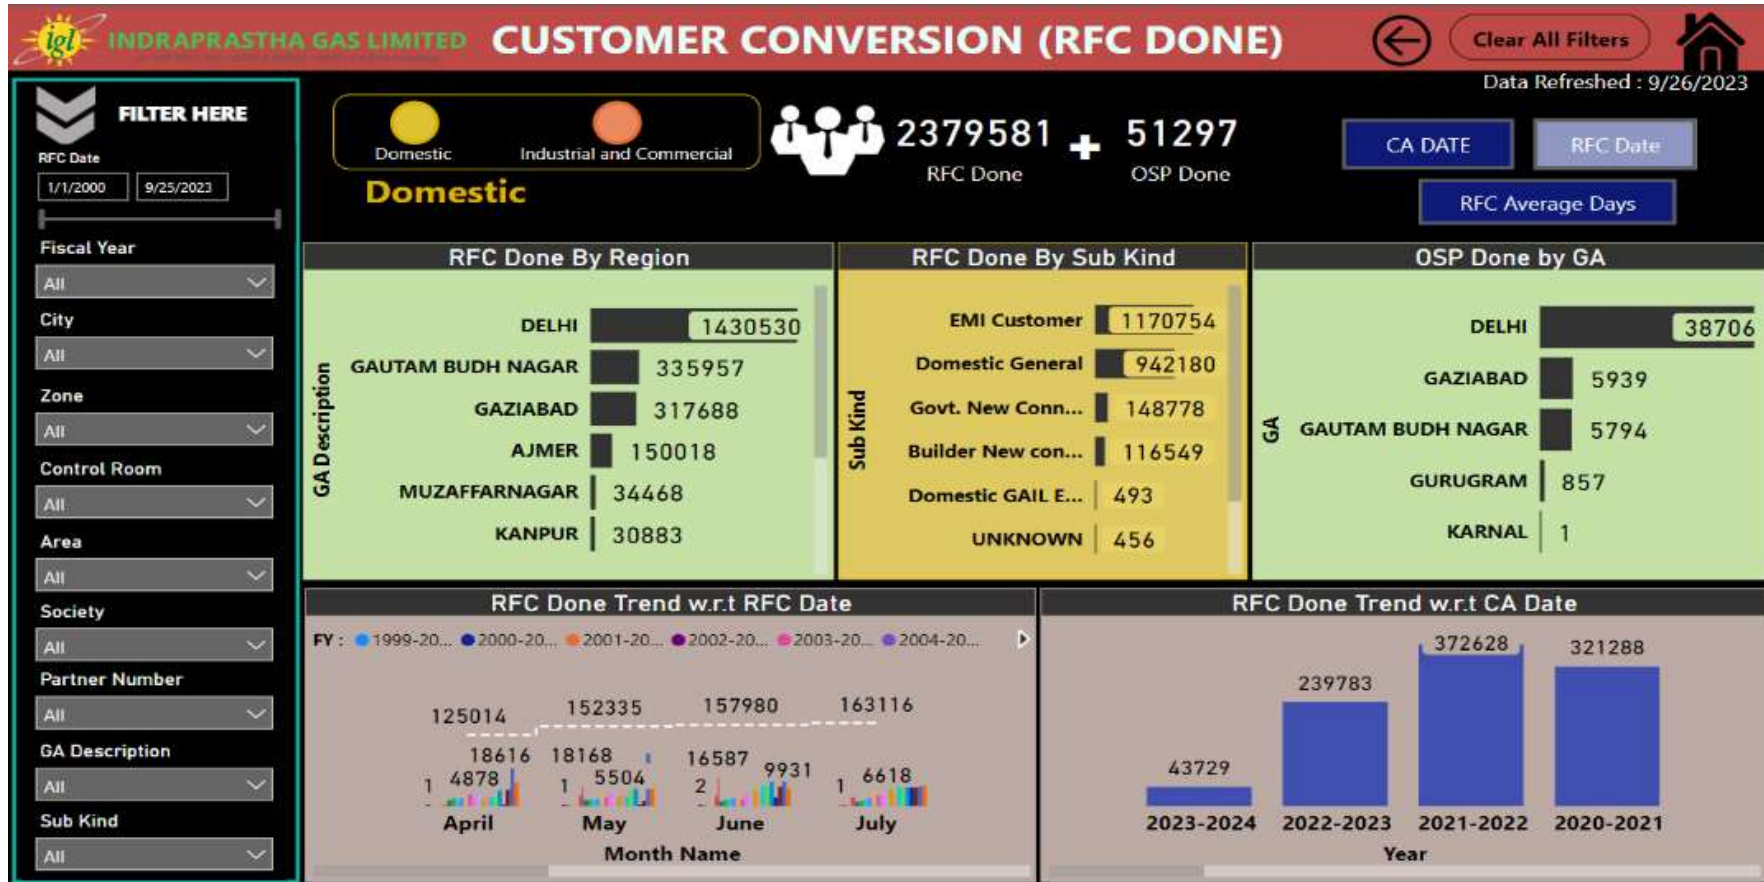 igl INDRAPRASTHA GAS LIMITED CUSTOMER CONVERSION (RFC DONE) Clear All Filters
Data Refreshed : 9/26/2023
FILTER HERE
RFC Date
1/1/2000 9/25/2023
Fiscal Year
All
City
All
Zone
All
Control Room
All
Area
All
Society
All
Partner Number
All
GA Description
All
Sub Kind
All
Domestic Industrial and Commercial
Domestic
2379581 + 51297
RFC Done OSP Done
CA DATE RFC Date
RFC Average Days
RFC Done By Region
GA Description
DELHI 1430530
GAUTAM BUDH NAGAR 335957
GAZIABAD 317688
AJMER 150018
MUZAFFARNAGAR 34468
KANPUR 30883
RFC Done By Sub Kind
Sub Kind
EMI Customer 1170754
Domestic General 942180
Govt. New Conn... 148778
Builder New con... 116549
Domestic GAIL E... 493
UNKNOWN 456
OSP Done by GA
GA
DELHI 38706
GAZIABAD 5939
GAUTAM BUDH NAGAR 5794
GURUGRAM 857
KARNAL 1
RFC Done Trend w.r.t RFC Date
FY : 1999-20... 2000-20... 2001-20... 2002-20... 2003-20... 2004-20...
125014 152335 157980 163116
18616 18168 16587
1 4878 1 5504 2 9931 1 6618
April May June July
Month Name
RFC Done Trend w.r.t CA Date
43729 239783 372628 321288
2023-2024 2022-2023 2021-2022 2020-2021
Year